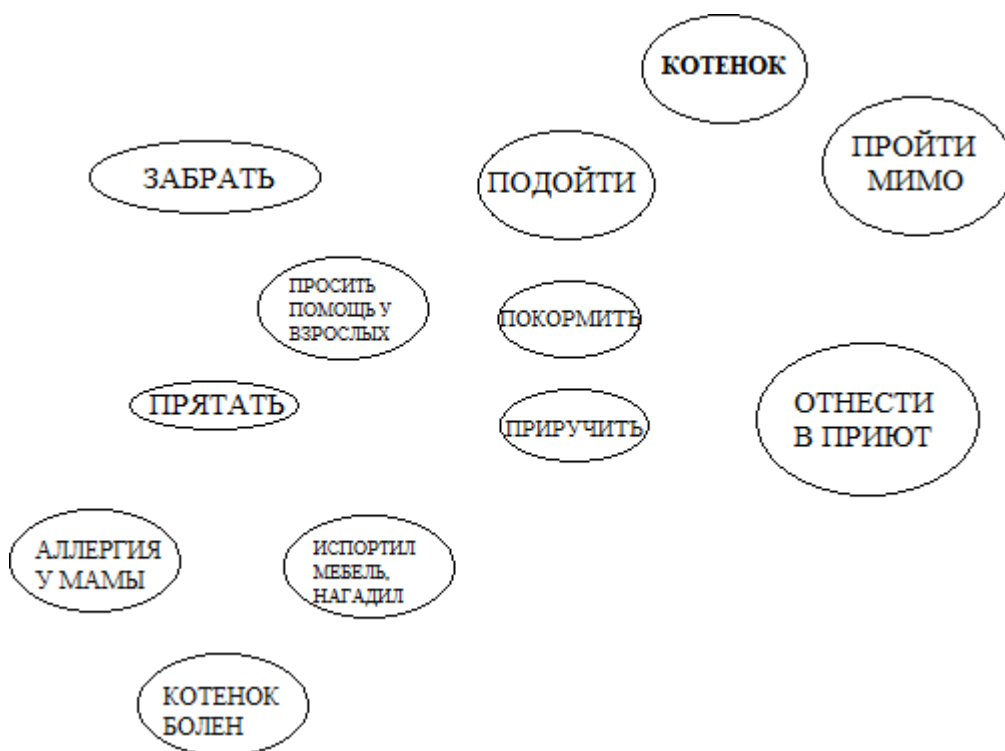 КОТЕНОК
ПРОЙТИ
МИМО
ЗАБРАТЬ
ПОДОЙТИ
ПРОСИТЬ
ПОМОЩЬ У
ВЗРОСЛЫХ
ПОКОРМИТЬ
ПРЯТАТЬ
ПРИРУЧИТЬ
ОТНЕСТИ
В ПРИЮТ
АЛЛЕРГИЯ
У МАМЫ
ИСПОРТИЛ
МЕБЕЛЬ,
НАГАДИЛ
КОТЕНОК
БОЛЕН